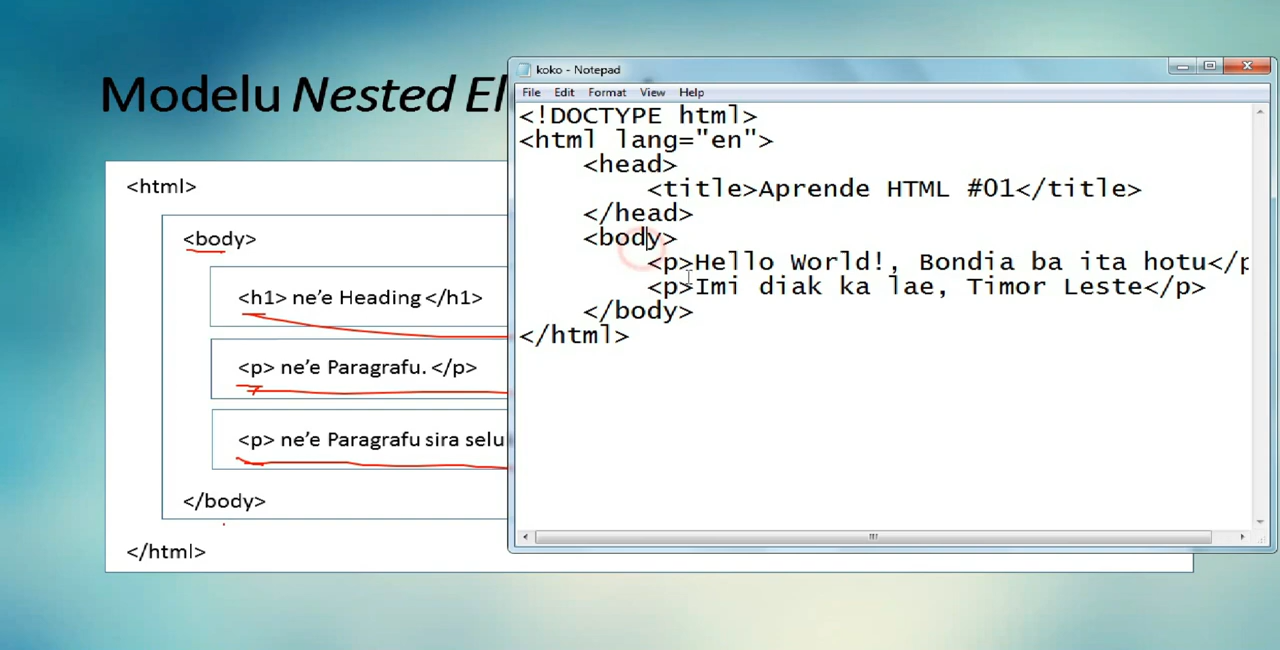 Modelu Nested El
<html>
<body>
<h1> ne’e Heading </h1>
<p> ne’e Paragrafu. </p>
<p> ne’e Paragrafu sira selu
</body>
</html>
koko - Notepad
File Edit Format View Help
<!DOCTYPE html>
<html lang="en">
<head>
<title>Aprende HTML #01</title>
</head>
<body>
<p>Hello World!, Bondia ba ita hotu</p
<p>Imi diak ka lae, Timor Leste</p>
</body>
</html>